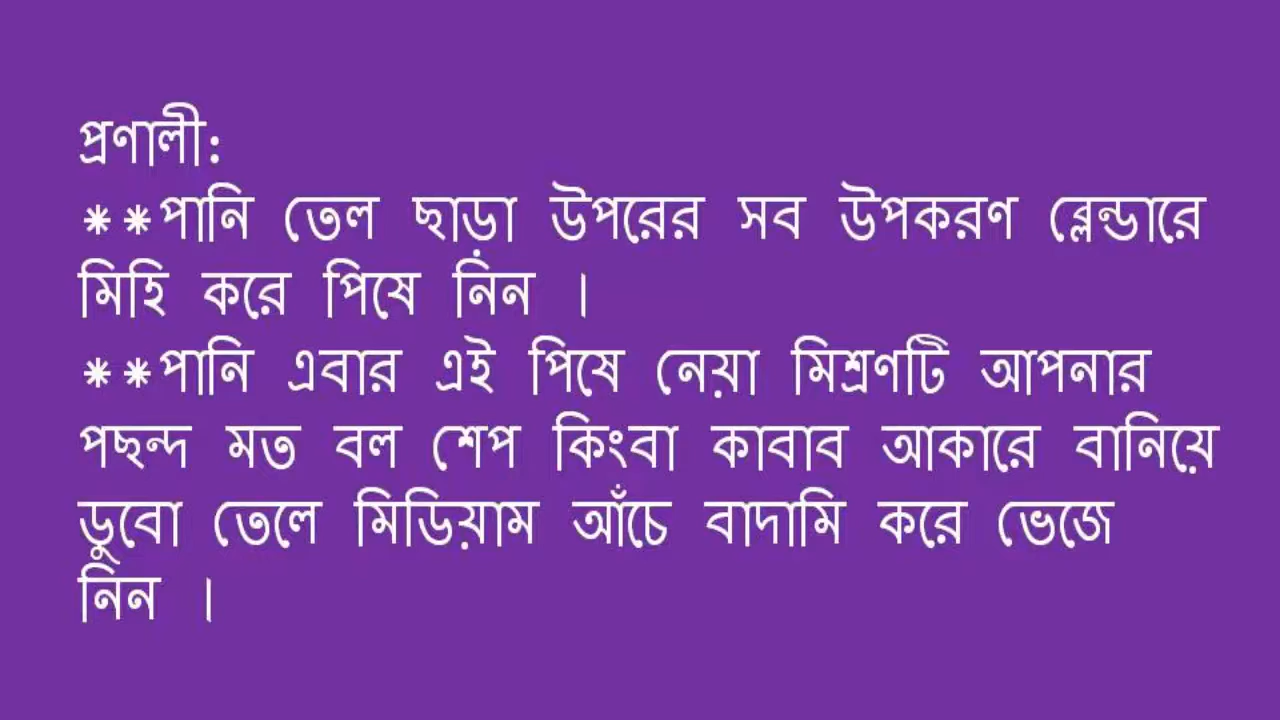 প্রণালী:
**পানি তেল ছাড়া উপরের সব উপকরণ ব্লেন্ডারে
মিহি করে পিষে নিন ।
**পানি এবার এই পিষে নেয়া মিশ্রণটি আপনার
পছন্দ মত বল শেপ কিংবা কাবাব আকারে বানিয়ে
ডুবো তেলে মিডিয়াম আঁচে বাদামি করে ভেজে
নিন ।